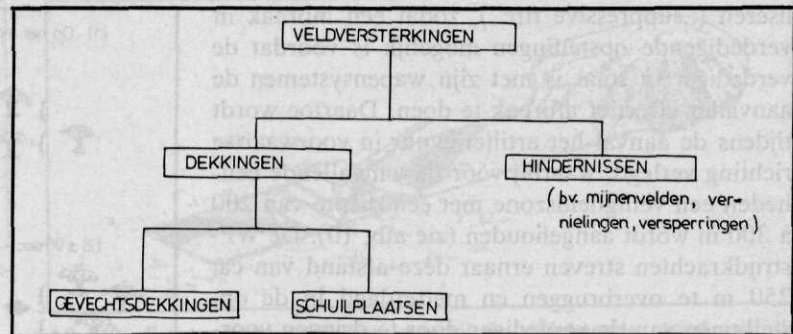 VELDVERSTERKINGEN
DEKKINGEN
HINDERNISSEN
(bv. mijnenvelden, ver-
nielingen, versperringen)
GEVECHTSDEKKINGEN
SCHUILPLAATSEN